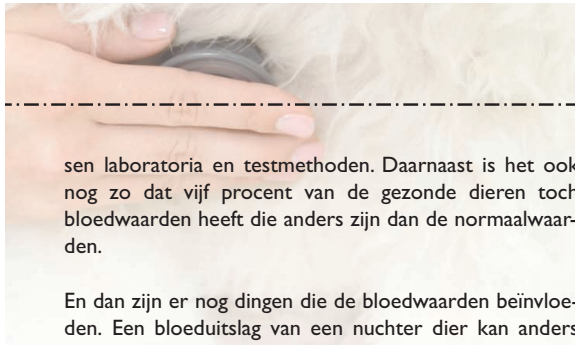 sen laboratoria en testmethoden. Daarnaast is het ook
nog zo dat vijf procent van de gezonde dieren toch
bloedwaarden heeft die anders zijn dan de normaalwaar-
den.
En dan zijn er nog dingen die de bloedwaarden beïnvloe-
den. Een bloeduitslag van een nuchter dier kan anders